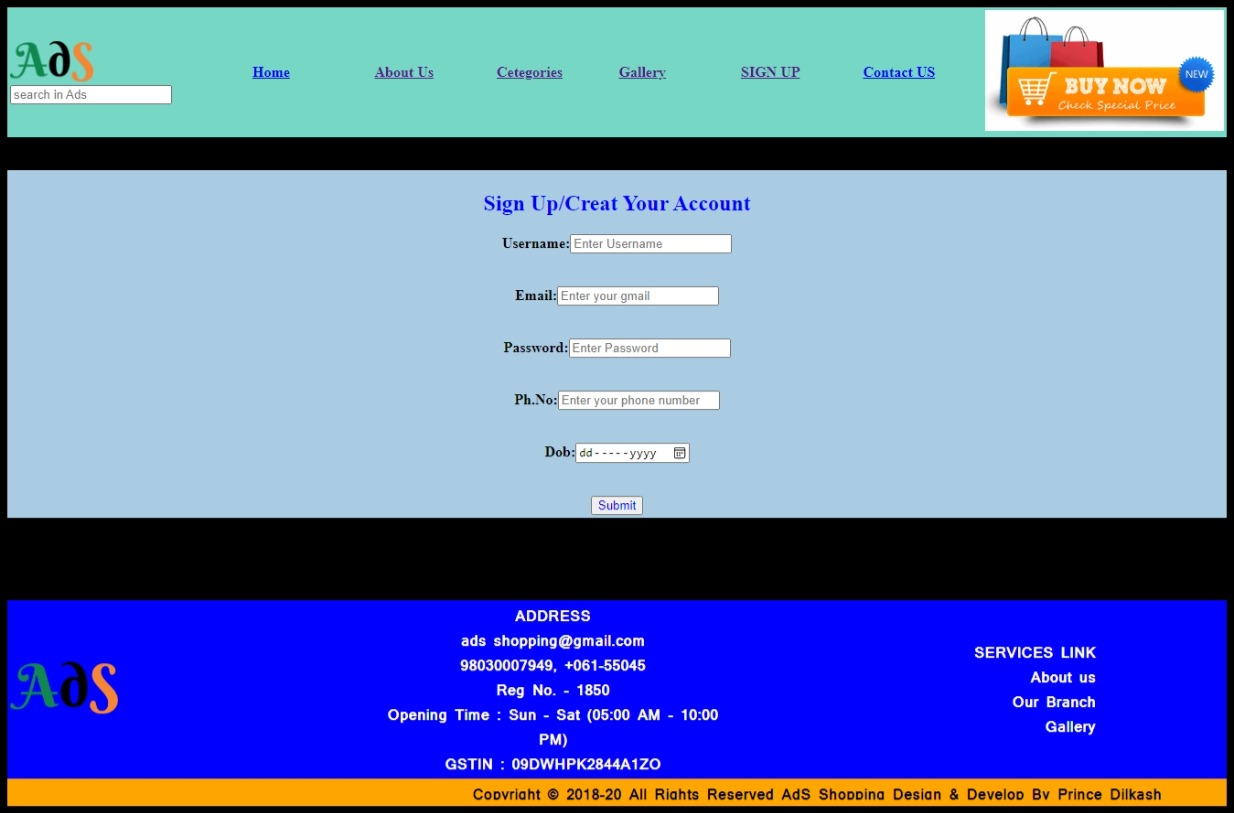 AdS
search in Ads
Home About Us Cetegories Gallery SIGN UP Contact US
BUY NOW
Check Special Price
NEW
Sign Up/Creat Your Account
Username: Enter Username
Email: Enter your gmail
Password: Enter Password
Ph.No: Enter your phone number
Dob: dd-----yyyy
Submit
AdS
ADDRESS
ads shopping@gmail.com
98030007949, +061-55045
Reg No. - 1850
Opening Time : Sun - Sat (05:00 AM - 10:00
PM)
GSTIN : 09DWHPK2844A1ZO
SERVICES LINK
About us
Our Branch
Gallery
Copyright © 2018-20 All Rights Reserved AdS Shopping Design & Develop By Prince Dilkash